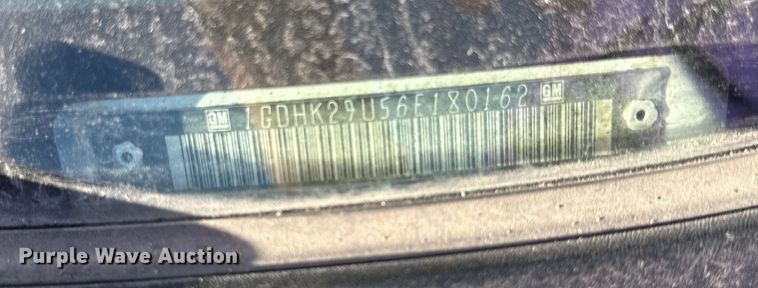 GM 1GDHK29U56E180162 GM
Purple Wave Auction